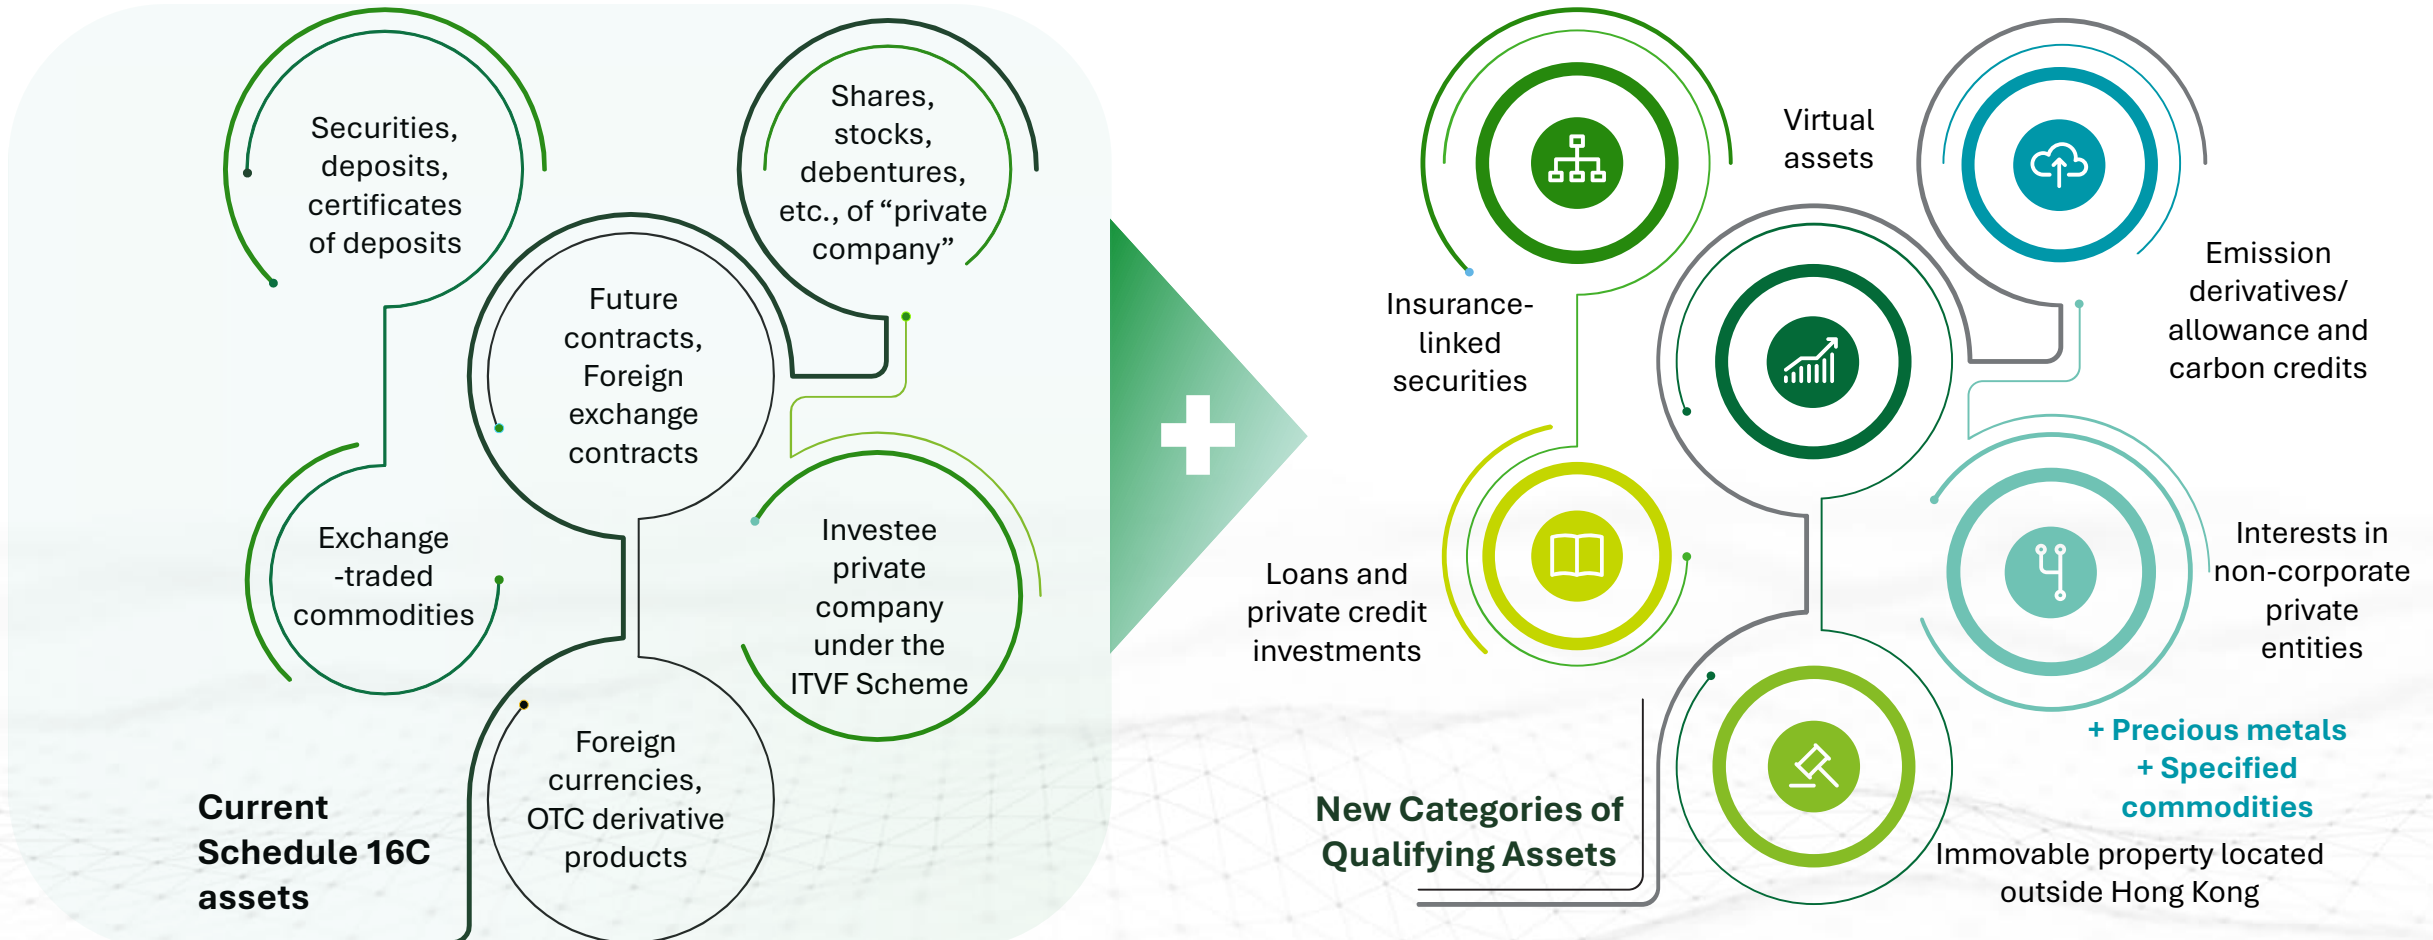 Securities,
deposits,
certificates
of deposits
Shares,
stocks,
debentures,
etc., of “private
company”
Future
contracts,
Foreign
exchange
contracts
Exchange
-traded
commodities
Investee
private
company
under the
ITVF Scheme
Foreign
currencies,
OTC derivative
products
Current
Schedule 16C
assets
Virtual
assets
Insurance-
linked
securities
Emission
derivatives/
allowance and
carbon credits
Loans and
private credit
investments
Interests in
non-corporate
private
entities
+ Precious metals
+ Specified
commodities
Immovable property located
outside Hong Kong
New Categories of
Qualifying Assets